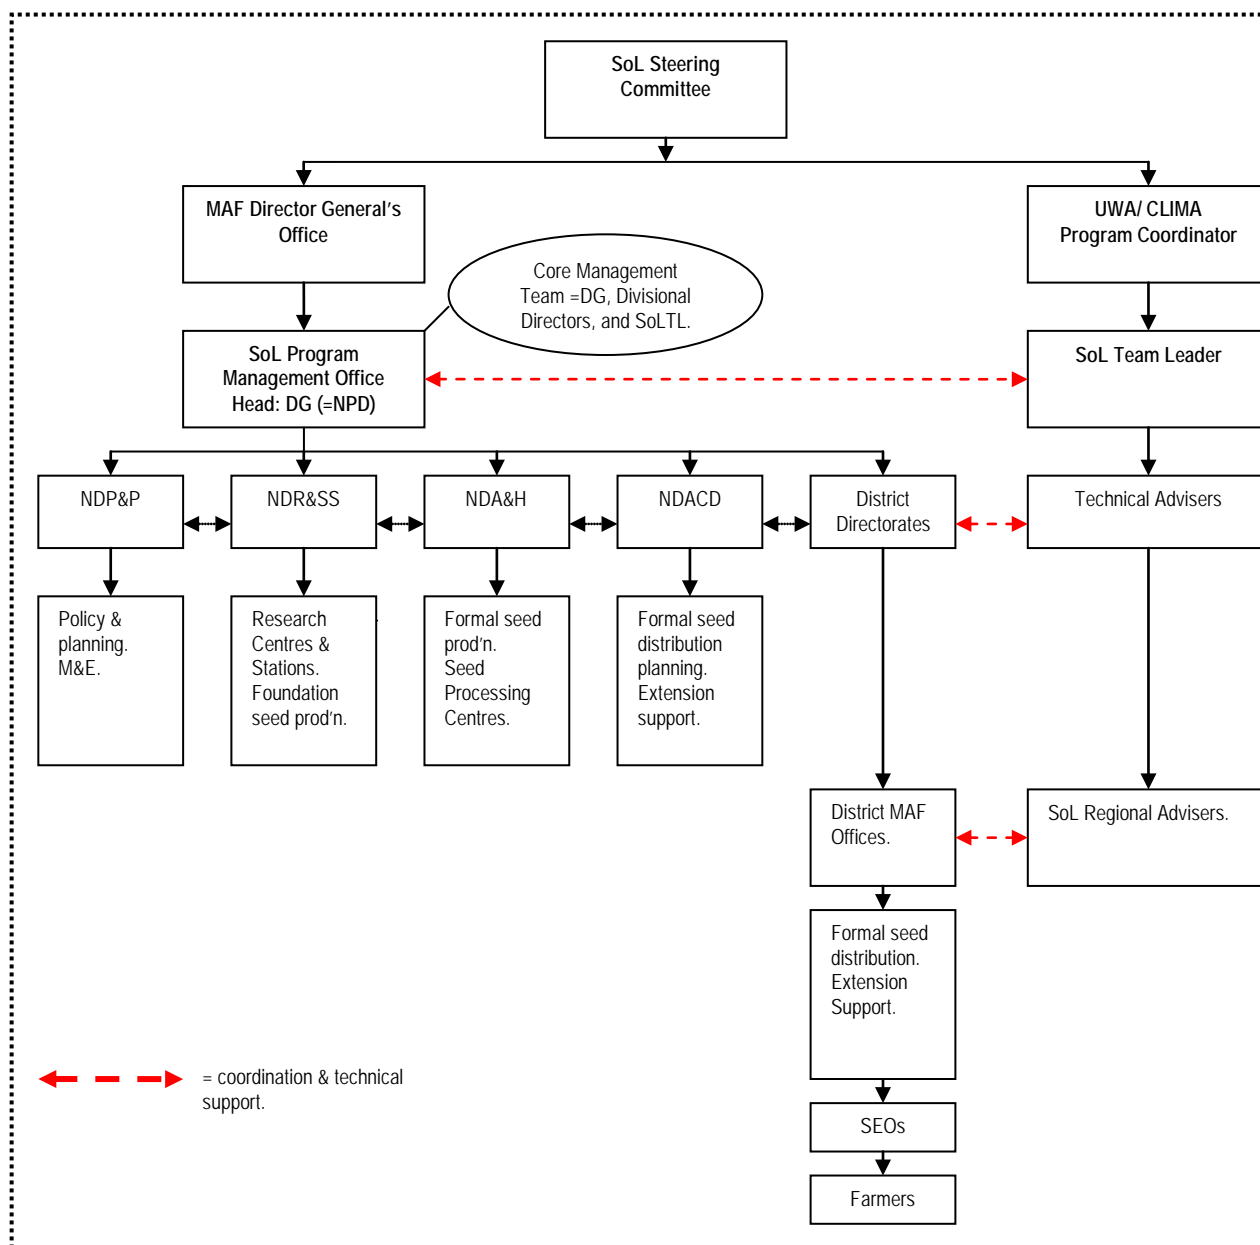 SoL Steering
Committee
MAF Director General's
Office
UWA/ CLIMA
Program Coordinator
Core Management
Team =DG, Divisional
Directors, and SoLTL.
SoL Program
Management Office
Head: DG (=NPD)
SoL Team Leader
NDP&P
NDR&SS
NDA&H
NDACD
District
Directorates
Technical Advisers
Policy &
planning.
M&E.
Research
Centres &
Stations.
Foundation
seed prod'n.
Formal seed
prod'n.
Seed
Processing
Centres.
Formal seed
distribution
planning.
Extension
support.
District MAF
Offices.
SoL Regional Advisers.
Formal seed
distribution.
Extension
Support.
= coordination & technical
support.
SEOs
Farmers